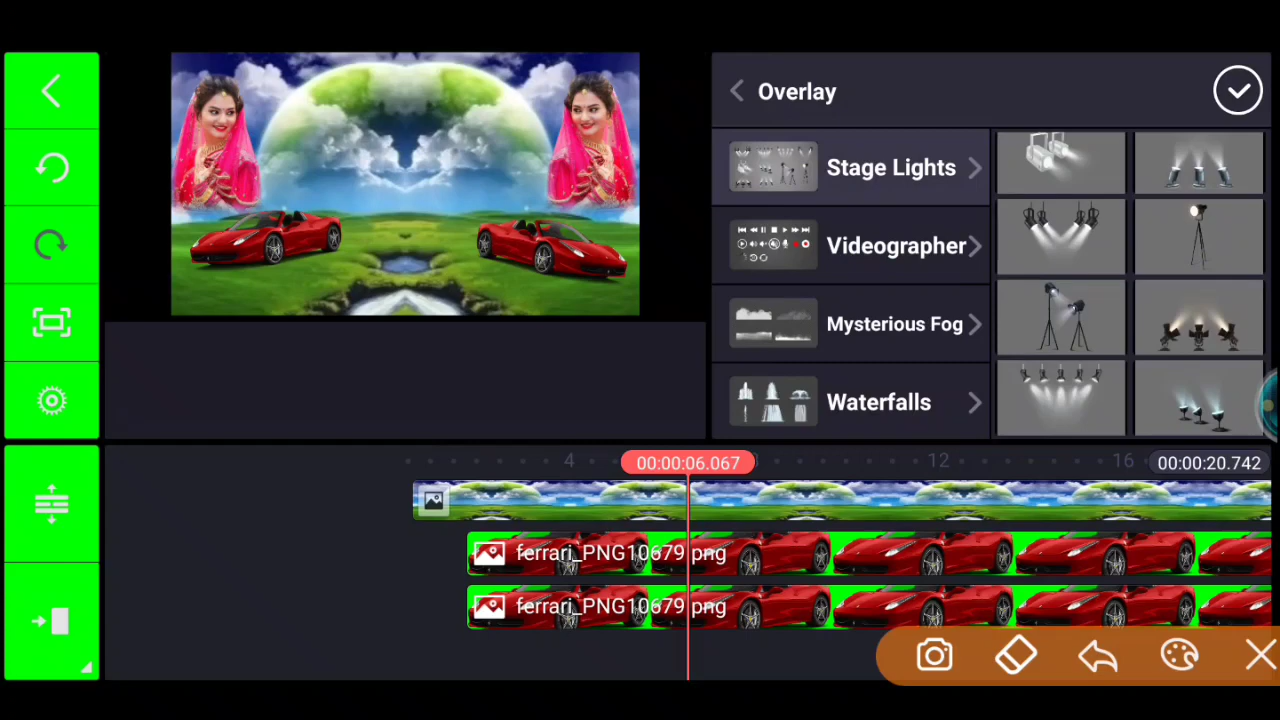 Overlay
Stage Lights
Videographer
Mysterious Fog
Waterfalls
4
00:00:06.067
12
16
00:00:20.742
ferrari_PNG10679 png
ferrari_PNG10679 png